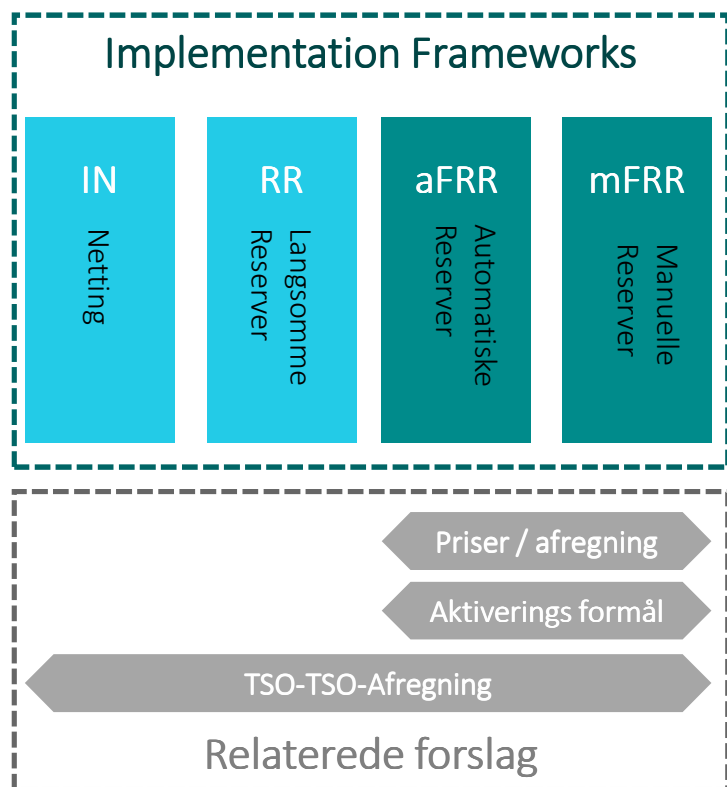 Implementation Frameworks
IN
Netting
RR
Langsomme
Reserver
aFRR
Automatiske
Reserver
mFRR
Manuelle
Reserver
Priser / afregning
Aktiverings formål
TSO-TSO-Afregning
Relaterede forslag